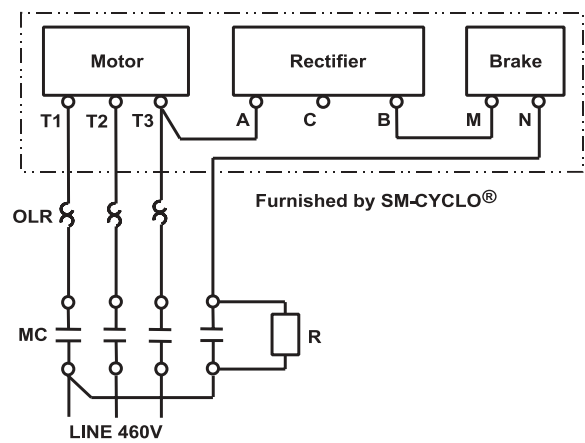 Motor
Rectifier
Brake
T1
T2
T3
A
C
B
M
N
Furnished by SM-CYCLO®
OLR
MC
R
LINE 460V